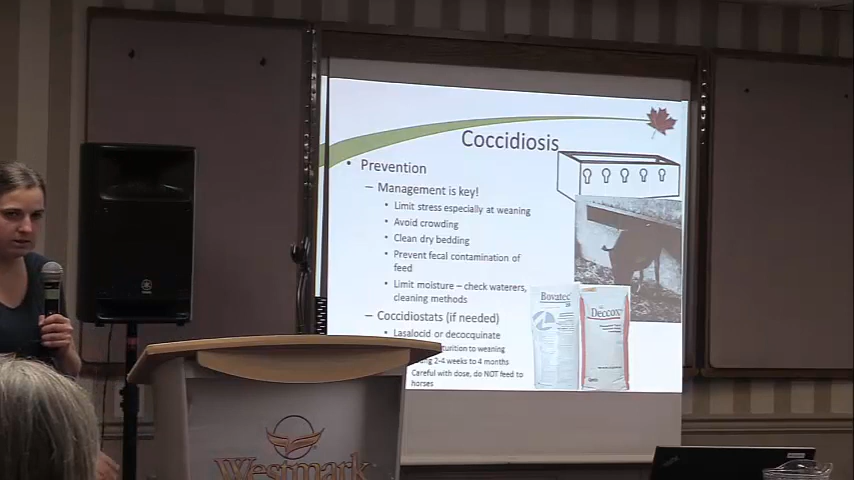 Coccidiosis
• Prevention
– Management is key!
• Limit stress especially at weaning
• Avoid crowding
• Clean dry bedding
• Prevent fecal contamination of
feed
• Limit moisture – check waterers,
cleaning methods
– Coccidiostats (if needed)
• Lasalocid or decoquinate
to weaning
2-4 weeks to 4 months
Careful with dose, do NOT feed to
horses
Bovatec
Deccox
Westmark